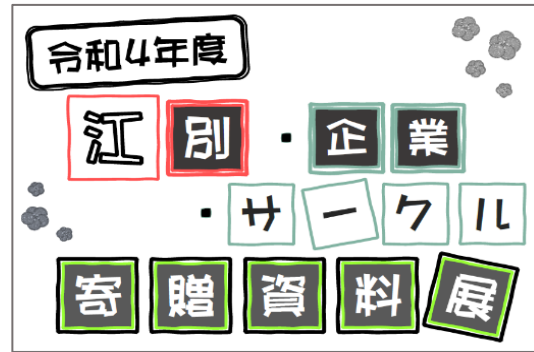 令和4年度
江別・企業
・サークル
寄贈資料展